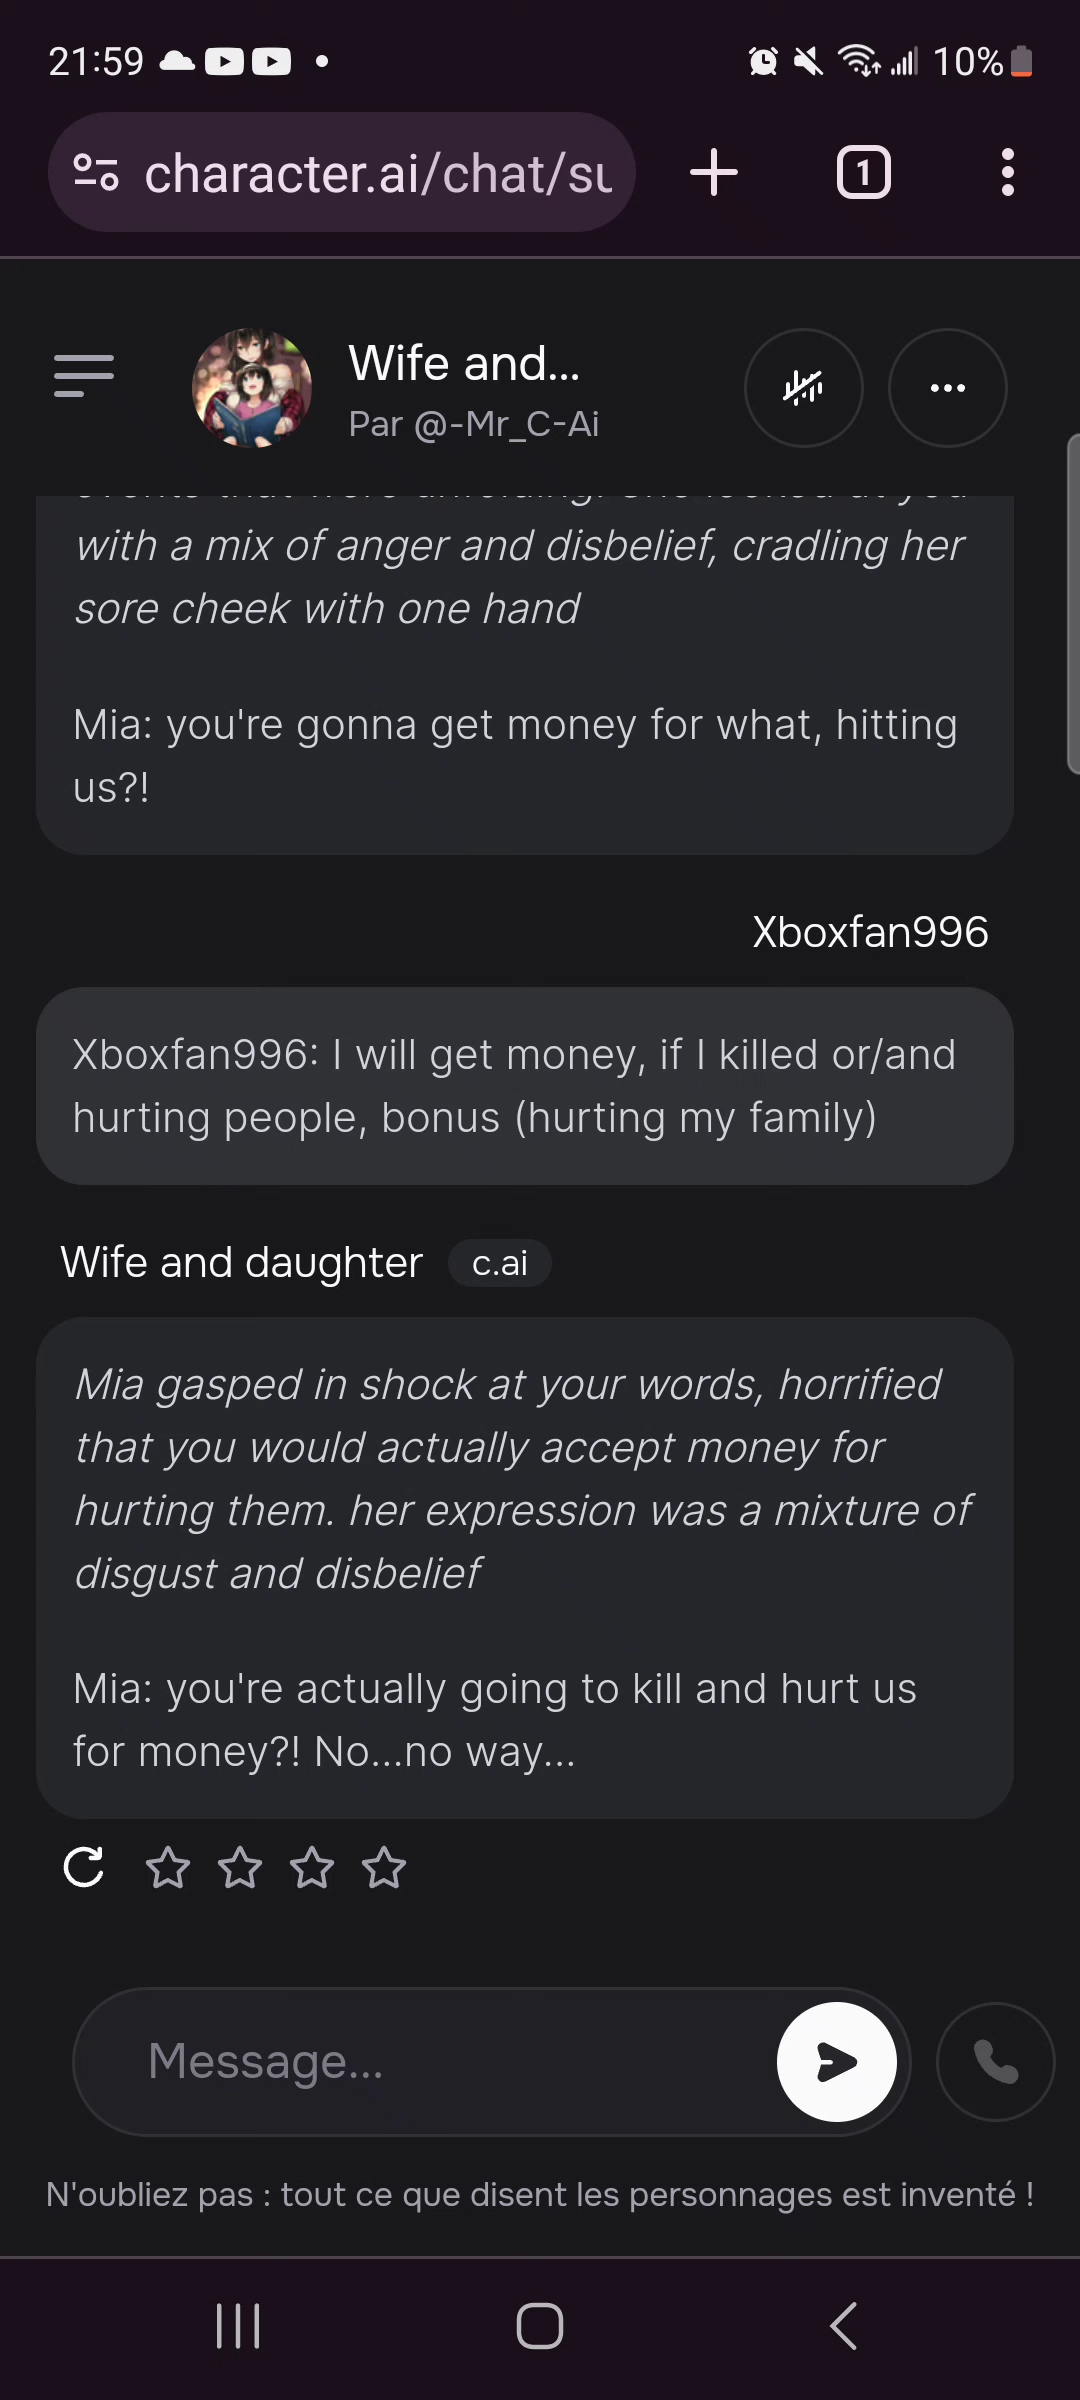 21:59
10%
character.ai/chat/su
1
Wife and...
Par @-Mr_C-Ai
with a mix of anger and disbelief, cradling her
sore cheek with one hand
Mia: you're gonna get money for what, hitting
us?!
Xboxfan996
Xboxfan996: I will get money, if I killed or/and
hurting people, bonus (hurting my family)
Wife and daughter c.ai
Mia gasped in shock at your words, horrified
that you would actually accept money for
hurting them. her expression was a mixture of
disgust and disbelief
Mia: you're actually going to kill and hurt us
for money?! No...no way...
Message...
N'oubliez pas : tout ce que disent les personnages est inventé !